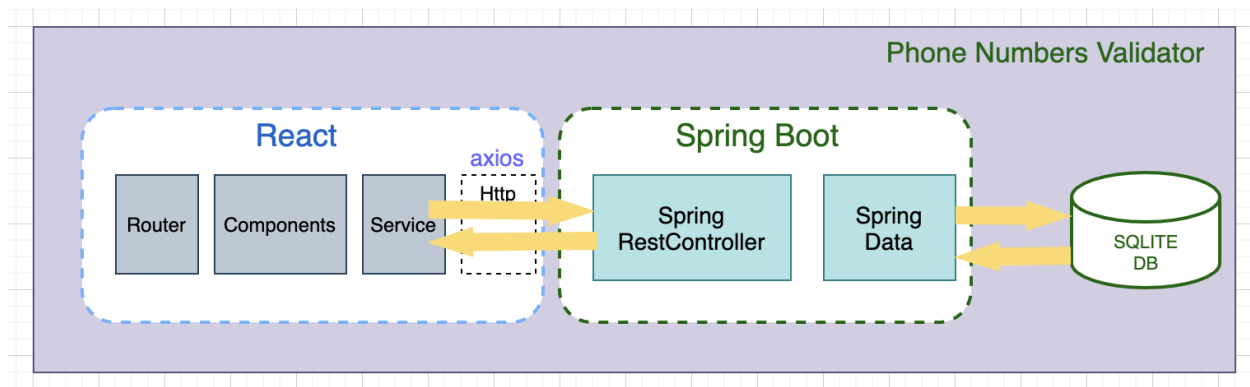 Phone Numbers Validator
React
axios
Http
Router
Components
Service
Spring Boot
Spring
RestController
Spring
Data
SQLITE
DB